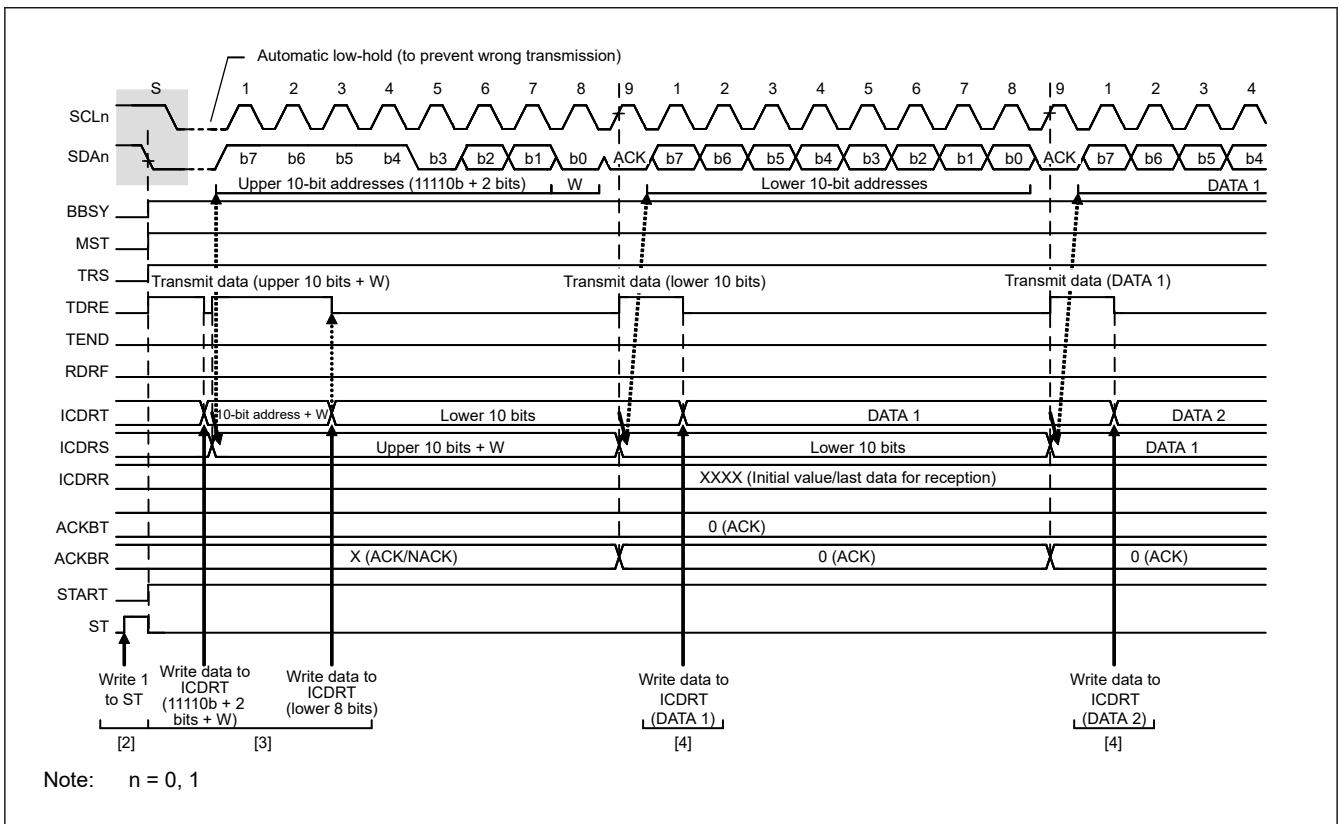 Automatic low-hold (to prevent wrong transmission)
S 1 2 3 4 5 6 7 8 9 1 2 3 4 5 6 7 8 9 1 2 3 4
SCLn
SDAn b7 b6 b5 b4 b3 b2 b1 b0 ACK b7 b6 b5 b4 b3 b2 b1 b0 ACK b7 b6 b5 b4
Upper 10-bit addresses (11110b + 2 bits) W Lower 10-bit addresses DATA 1
BBSY
MST
TRS
Transmit data (upper 10 bits + W) Transmit data (lower 10 bits) Transmit data (DATA 1)
TDRE
TEND
RDRF
ICDRT 10-bit address + W Lower 10 bits DATA 1 DATA 2
ICDRS Upper 10 bits + W Lower 10 bits DATA 1
ICDRR XXXX (Initial value/last data for reception)
ACKBT 0 (ACK)
ACKBR X (ACK/NACK) 0 (ACK) 0 (ACK)
START
ST
Write 1
to ST
Write data to
ICDRT
(11110b + 2
bits + W)
Write data to
ICDRT
(lower 8 bits)
Write data to
ICDRT
(DATA 1)
Write data to
ICDRT
(DATA 2)
[2] [3] [4] [4]
Note: n = 0, 1